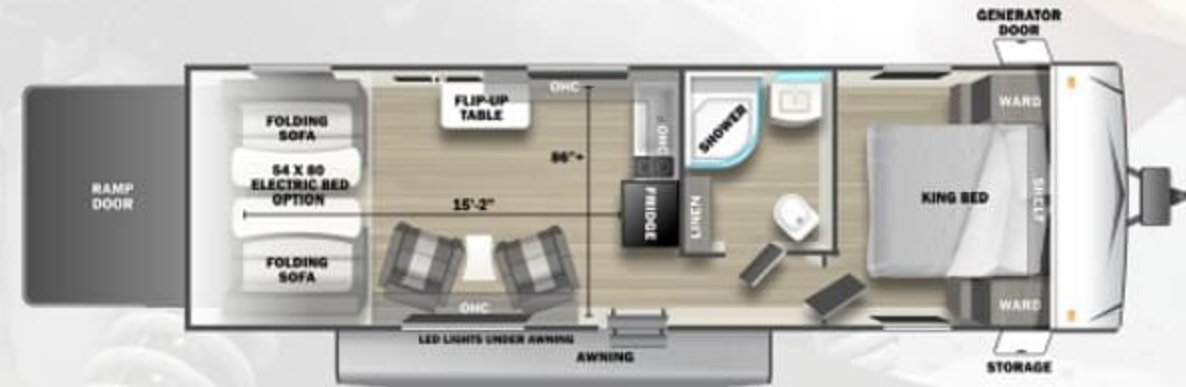 GENERATOR
DOOR
WARD
OHC
FLIP-UP
TABLE
SHOWER
FOLDING
SOFA
OHC
86"+
54 X 80
ELECTRIC BED
OPTION
RAMP
DOOR
15'-2"
FRIDGE
LINEN
KING BED
SHELF
FOLDING
SOFA
OHC
WARD
LED LIGHTS UNDER AWNING
AWNING
STORAGE